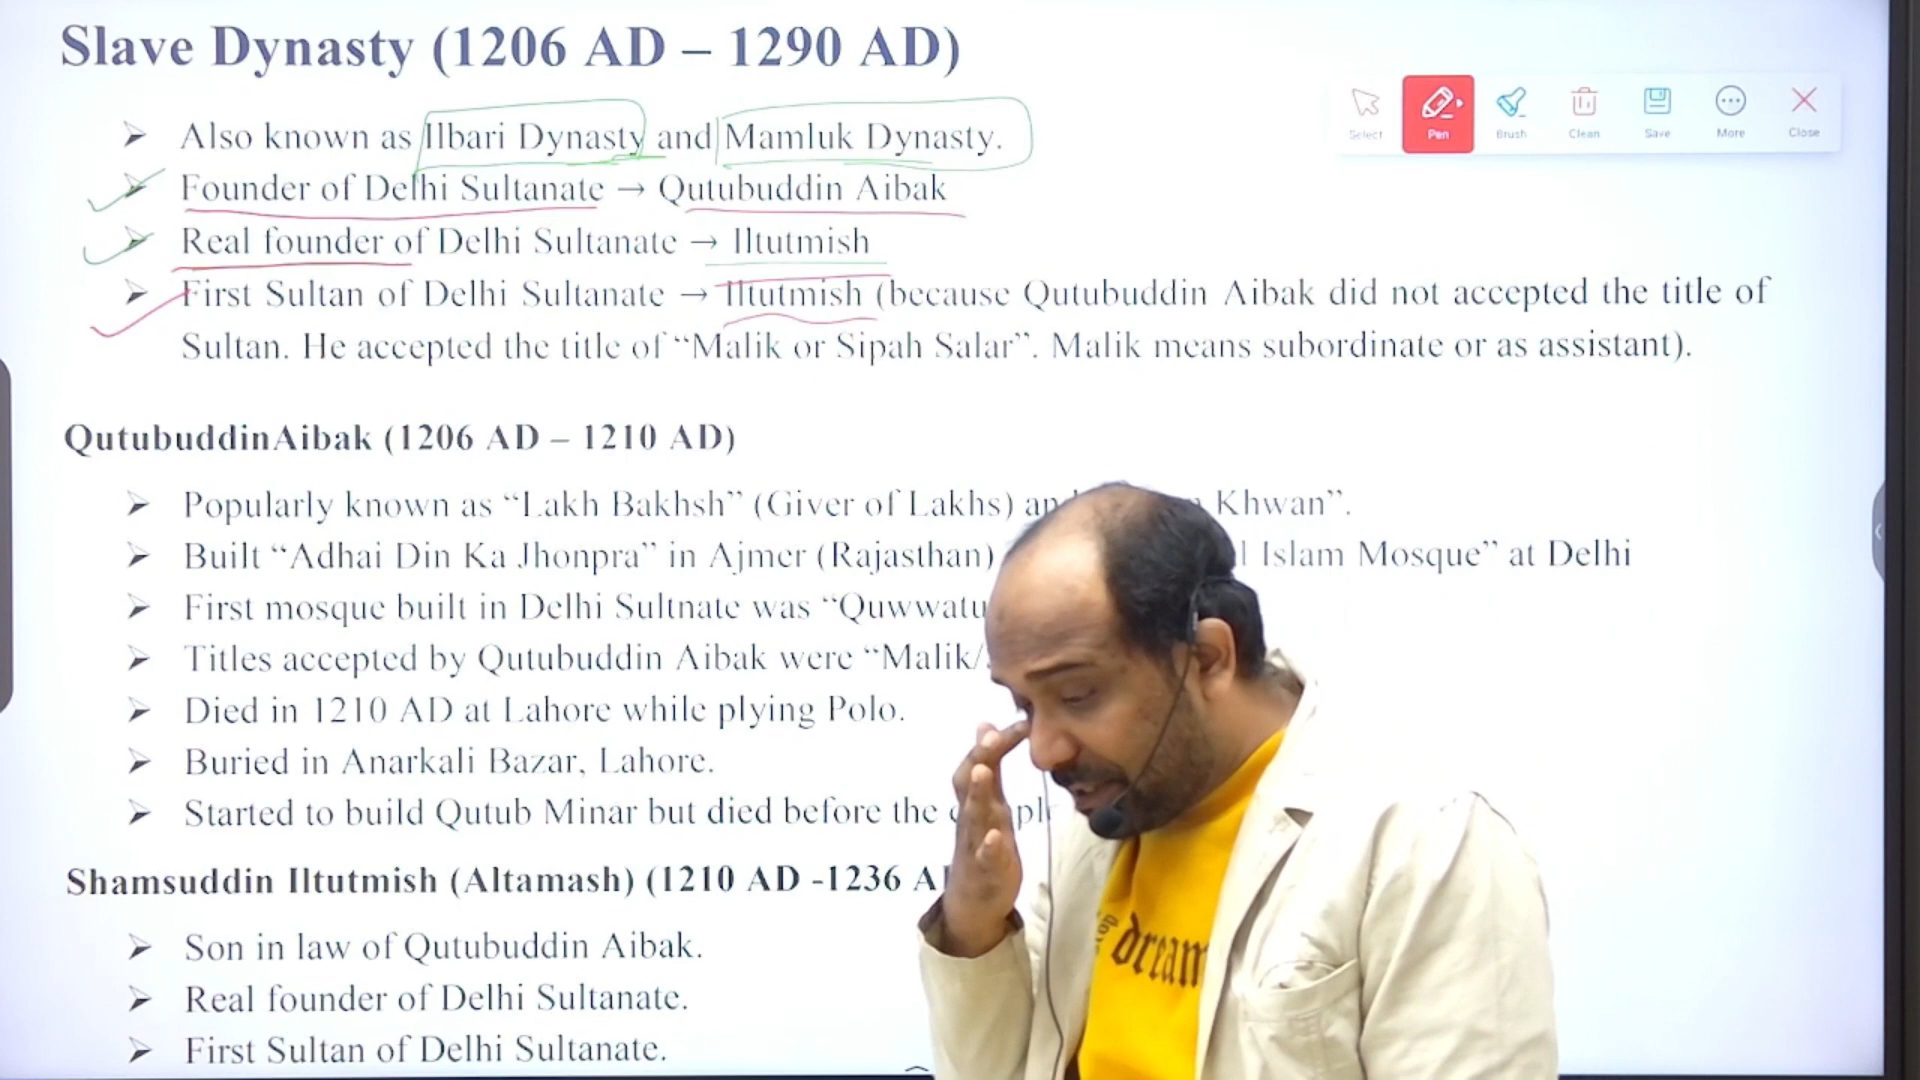 Slave Dynasty (1206 AD – 1290 AD)
Select Pen Brush Clean Save More Close
➢ Also known as Ilbari Dynasty and Mamluk Dynasty.
➢ Founder of Delhi Sultanate → Qutubuddin Aibak
➢ Real founder of Delhi Sultanate → Iltutmish
➢ First Sultan of Delhi Sultanate → Iltutmish (because Qutubuddin Aibak did not accepted the title of
Sultan. He accepted the title of “Malik or Sipah Salar”. Malik means subordinate or as assistant).
QutubuddinAibak (1206 AD – 1210 AD)
➢ Popularly known as “Lakh Bakhsh” (Giver of Lakhs) Khwan”.
➢ Built “Adhai Din Ka Jhonpra” in Ajmer (Rajasthan) Islam Mosque” at Delhi
➢ First mosque built in Delhi Sultnate was “Quwwatu
➢ Titles accepted by Qutubuddin Aibak were “Malik/
➢ Died in 1210 AD at Lahore while plying Polo.
➢ Buried in Anarkali Bazar, Lahore.
➢ Started to build Qutub Minar but died before the
Shamsuddin Iltutmish (Altamash) (1210 AD -1236 A
➢ Son in law of Qutubuddin Aibak.
➢ Real founder of Delhi Sultanate.
➢ First Sultan of Delhi Sultanate.
dream